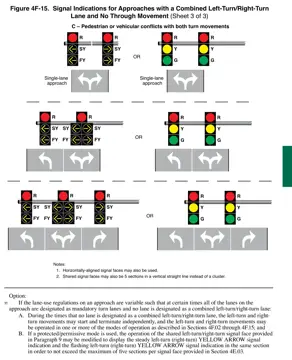 Figure 4F-15. Signal Indications for Approaches with a Combined Left-Turn/Right-Turn
Lane and No Through Movement (Sheet 3 of 3)
C – Pedestrian or vehicular conflicts with both turn movements
R R R R
SY SY Y Y
FY FY G G
OR
Single-lane
approach
Single-lane
approach
R R R R
SY SY SY Y Y
FY FY FY G G
OR
R R R R R
SY SY SY SY Y Y
FY FY FY FY G G
OR
Notes:
1. Horizontally-aligned signal faces may also be used.
2. Shared signal faces may also be 5 sections in a vertical straight line instead of a cluster.
Option:
If the lane-use regulations on an approach are variable such that at certain times all of the lanes on the
approach are designated as mandatory turn lanes and no lane is designated as a combined left-turn/right-turn lane:
A. During the times that no lane is designated as a combined left-turn/right-turn lane, the left-turn and right
turn movements may start and terminate independently, and the left-turn and right-turn movements may
be operated in one or more of the modes of operation as described in Sections 4F.02 through 4F.15; and
B. If a protected/permissive mode is used, the operation of the shared left-turn/right-turn signal face provided
in Paragraph 9 may be modified to display the steady left-turn (right-turn) YELLOW ARROW signal
indication and the flashing left-turn (right-turn) YELLOW ARROW signal indication in the same section
in order to not exceed the maximum of five sections per signal face provided in Section 4E.03.